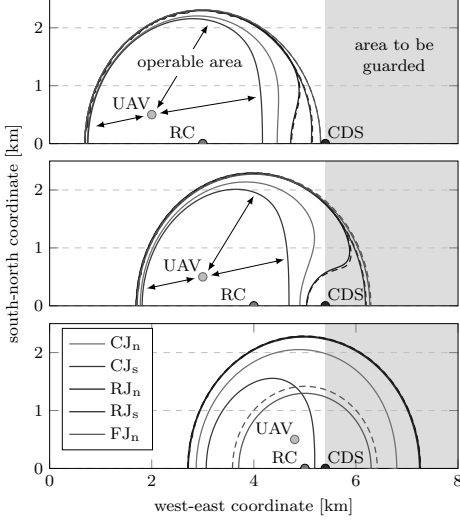 2
1
0
operable area
area to be
guarded
UAV
RC
CDS
2
1
0
UAV
RC
CDS
2
1
0
CJn
CJs
RJn
RJs
FJn
UAV
RC
CDS
0 2 4 6 8
west-east coordinate [km]
south-north coordinate [km]